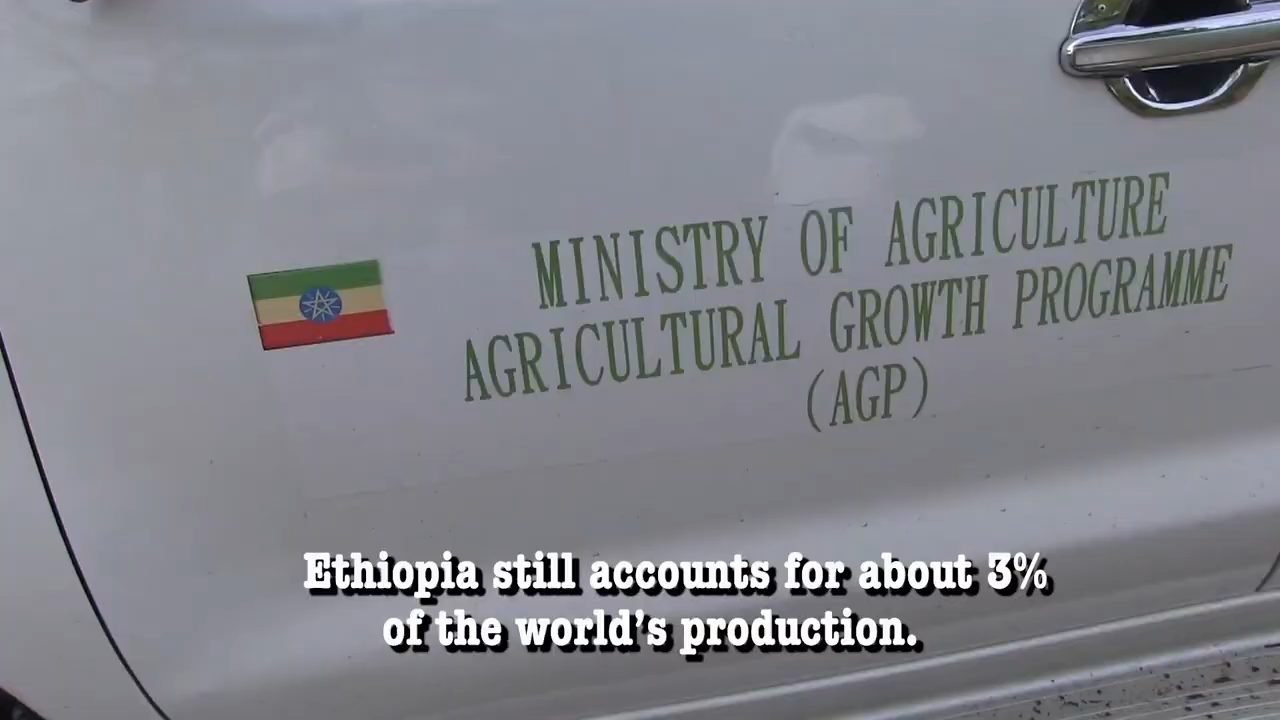 MINISTRY OF AGRICULTURE
AGRICULTURAL GROWTH PROGRAMME
(AGP)
Ethiopia still accounts for about 3%
of the world's production.